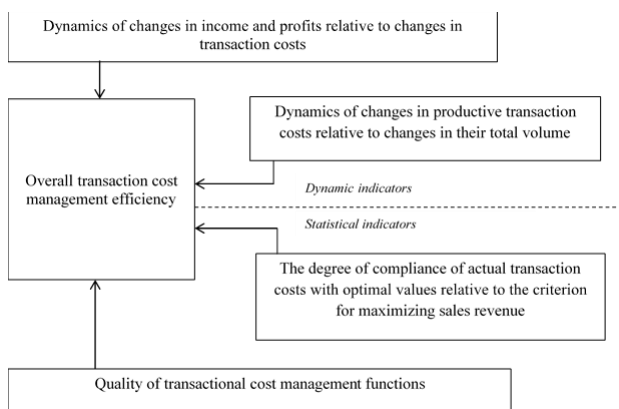 Dynamics of changes in income and profits relative to changes in
transaction costs
Dynamics of changes in productive transaction
costs relative to changes in their total volume
Overall transaction cost
management efficiency
Dynamic indicators
Statistical indicators
The degree of compliance of actual transaction
costs with optimal values relative to the criterion
for maximizing sales revenue
Quality of transactional cost management functions